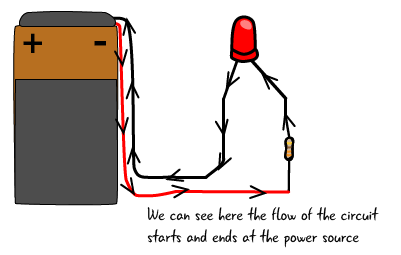 + -
We can see here the flow of the circuit
starts and ends at the power source